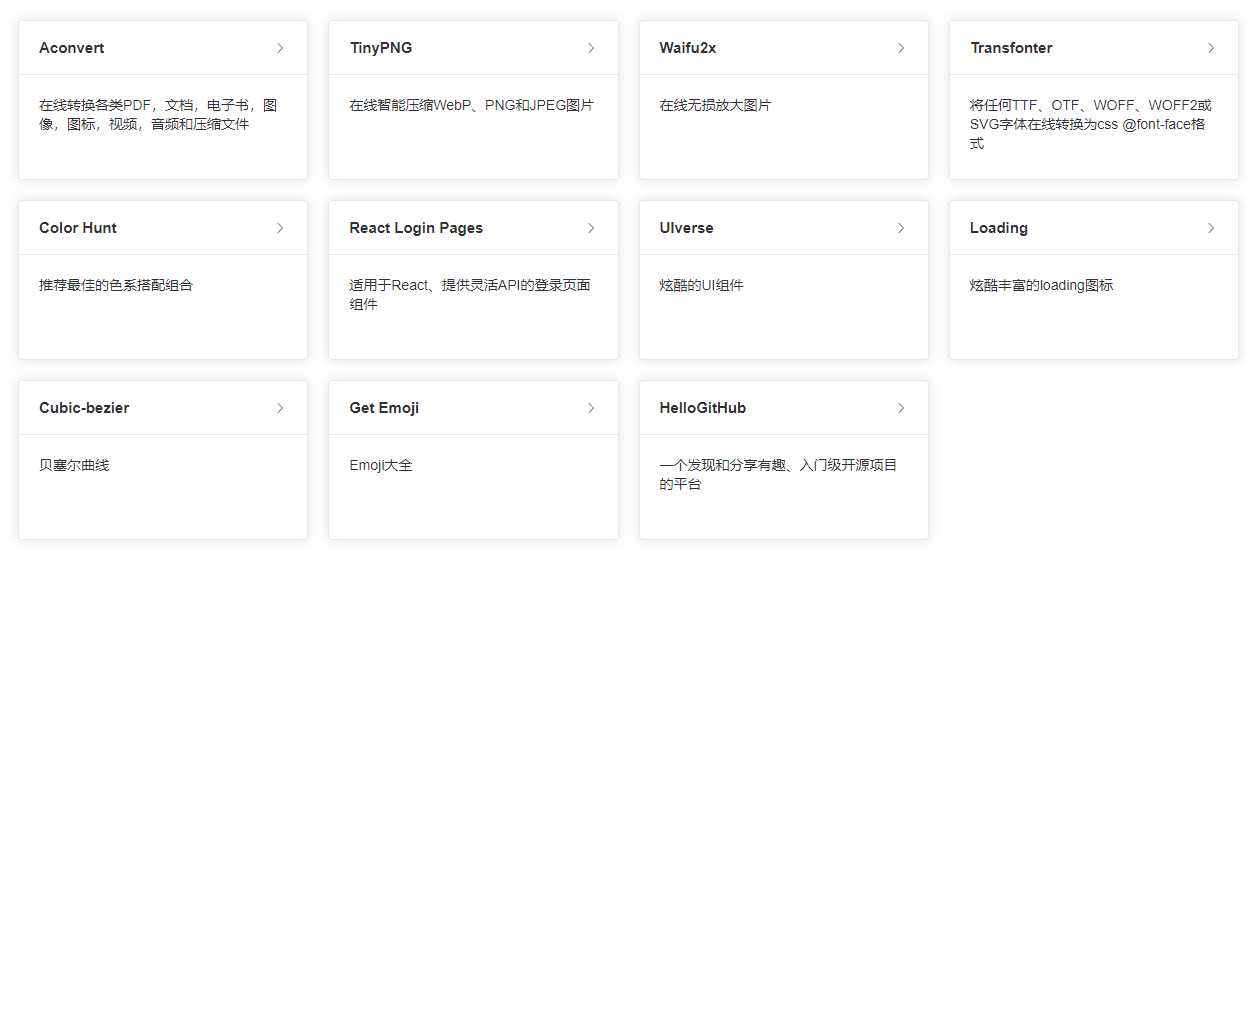 Aconvert
在线转换各类PDF，文档，电子书，图
像，图标，视频，音频和压缩文件
TinyPNG
在线智能压缩WebP、PNG和JPEG图片
Waifu2x
在线无损放大图片
Transfonter
将任何TTF、OTF、WOFF、WOFF2或
SVG字体在线转换为css @font-face格
式
Color Hunt
推荐最佳的色系搭配组合
React Login Pages
适用于React、提供灵活API的登录页面
组件
UIverse
炫酷的UI组件
Loading
炫酷丰富的loading图标
Cubic-bezier
贝塞尔曲线
Get Emoji
Emoji大全
HelloGitHub
一个发现和分享有趣、入门级开源项目
的平台